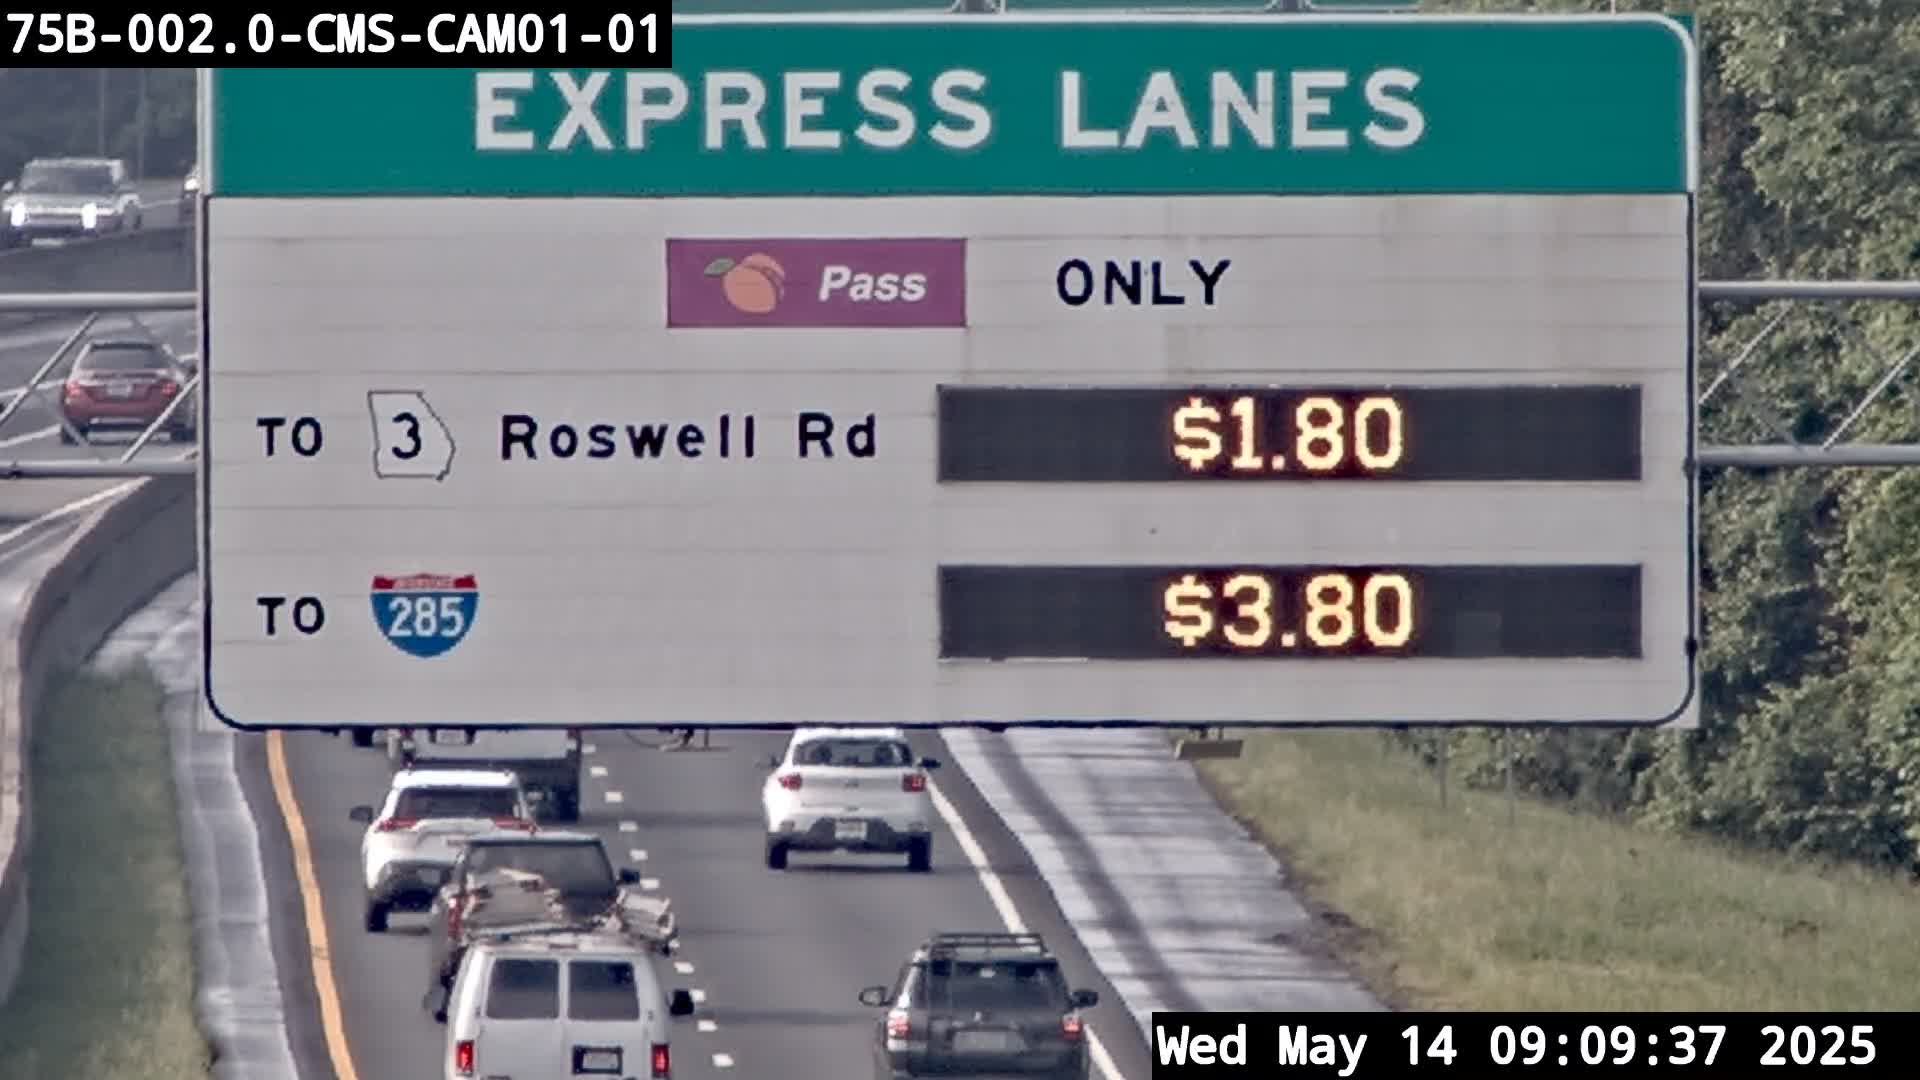 75B-002.0-CMS-CAM01-01
EXPRESS LANES
Pass ONLY
TO 3 Roswell Rd $1.80
INTERSTATE
TO 285 $3.80
Wed May 14 09:09:37 2025